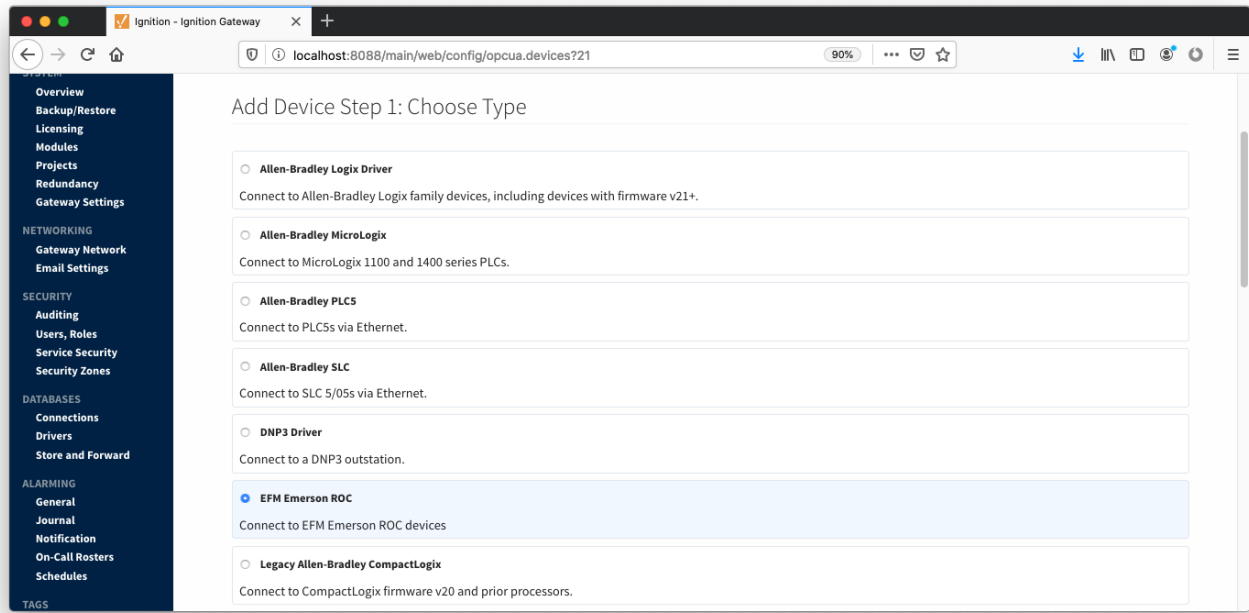 Ignition - Ignition Gateway
localhost:8088/main/web/config/opcua.devices?21
90%
SYSTEM
Overview
Backup/Restore
Licensing
Modules
Projects
Redundancy
Gateway Settings
NETWORKING
Gateway Network
Email Settings
SECURITY
Auditing
Users, Roles
Service Security
Security Zones
DATABASES
Connections
Drivers
Store and Forward
ALARMING
General
Journal
Notification
On-Call Rosters
Schedules
TAGS
Add Device Step 1: Choose Type
Allen-Bradley Logix Driver
Connect to Allen-Bradley Logix family devices, including devices with firmware v21+.
Allen-Bradley MicroLogix
Connect to MicroLogix 1100 and 1400 series PLCs.
Allen-Bradley PLC5
Connect to PLC5s via Ethernet.
Allen-Bradley SLC
Connect to SLC 5/05s via Ethernet.
DNP3 Driver
Connect to a DNP3 outstation.
EFM Emerson ROC
Connect to EFM Emerson ROC devices
Legacy Allen-Bradley CompactLogix
Connect to CompactLogix firmware v20 and prior processors.